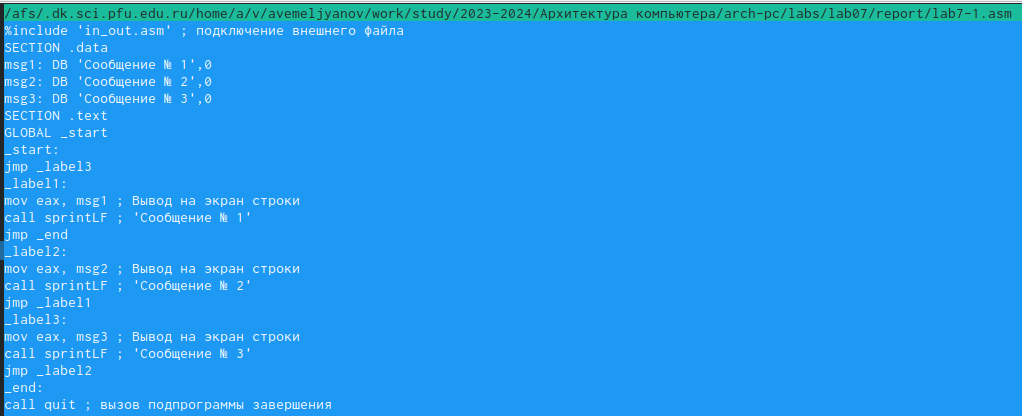 /afs/.dk.sci.pfu.edu.ru/home/a/v/avemeljyanov/work/study/2023-2024/Архитектура компьютера/arch-pc/labs/lab07/report/lab7-1.asm
%include 'in_out.asm' ; подключение внешнего файла
SECTION .data
msg1: DB 'Сообщение № 1',0
msg2: DB 'Сообщение № 2',0
msg3: DB 'Сообщение № 3',0
SECTION .text
GLOBAL _start
_start:
jmp _label3
_label1:
mov eax, msg1 ; Вывод на экран строки
call sprintLF ; 'Сообщение № 1'
jmp _end
_label2:
mov eax, msg2 ; Вывод на экран строки
call sprintLF ; 'Сообщение № 2'
jmp _label1
_label3:
mov eax, msg3 ; Вывод на экран строки
call sprintLF ; 'Сообщение № 3'
jmp _label2
_end:
call quit ; вызов подпрограммы завершения